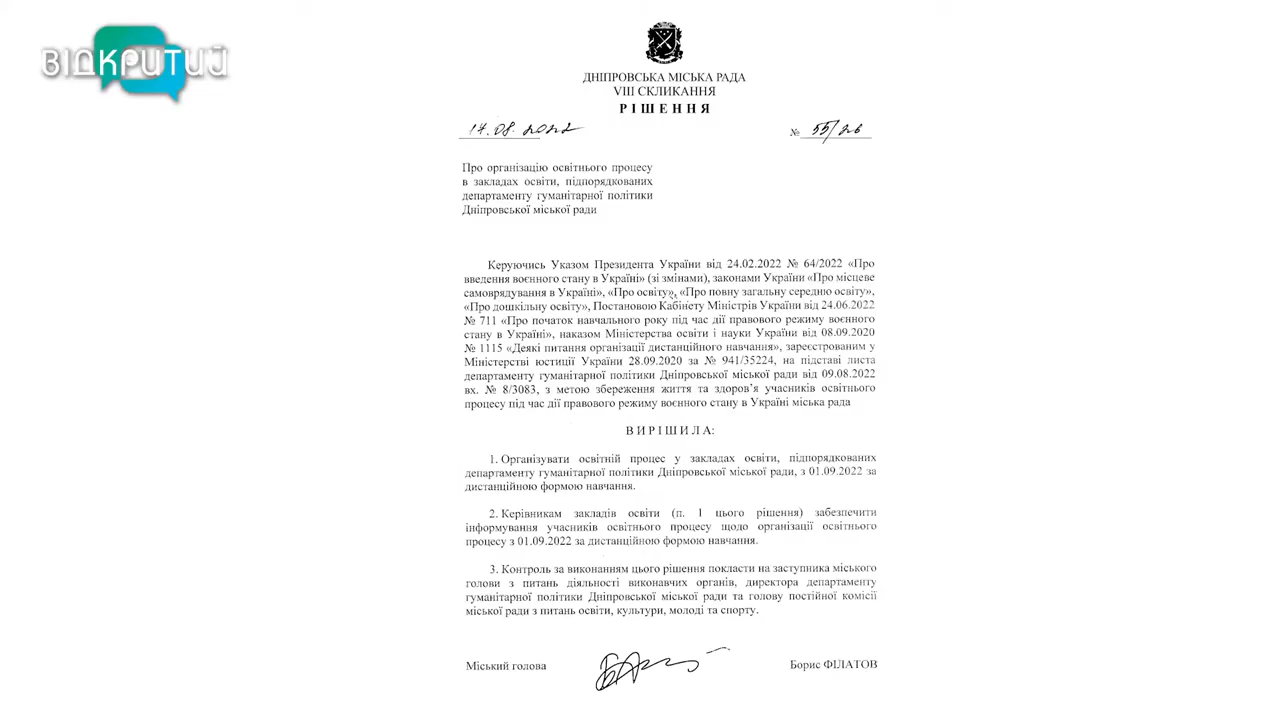 ВІДКРИТИЙ
ДНІПРОВСЬКА МІСЬКА РАДА
VIII СКЛИКАННЯ
Р І Ш Е Н Н Я
17.08.2022
№ 55/26
Про організацію освітнього процесу
в закладах освіти, підпорядкованих
департаменту гуманітарної політики
Дніпровської міської ради
Керуючись Указом Президента України від 24.02.2022 № 64/2022 «Про
введення воєнного стану в Україні» (зі змінами), законами України «Про місцеве
самоврядування в Україні», «Про освіту», «Про повну загальну середню освіту»,
«Про дошкільну освіту», Постановою Кабінету Міністрів України від 24.06.2022
№ 711 «Про початок навчального року під час дії правового режиму воєнного
стану в Україні», наказом Міністерства освіти і науки України від 08.09.2020
№ 1115 «Деякі питання організації дистанційного навчання», зареєстрованим у
Міністерстві юстиції України 28.09.2020 за № 941/35224, на підставі листа
департаменту гуманітарної політики Дніпровської міської ради від 09.08.2022
вх. № 8/3083, з метою збереження життя та здоров’я учасників освітнього
процесу під час дії правового режиму воєнного стану в Україні міська рада
В И Р І Ш И Л А:
1. Організувати освітній процес у закладах освіти, підпорядкованих
департаменту гуманітарної політики Дніпровської міської ради, з 01.09.2022 за
дистанційною формою навчання.
2. Керівникам закладів освіти (п. 1 цього рішення) забезпечити
інформування учасників освітнього процесу щодо організації освітнього
процесу з 01.09.2022 за дистанційною формою навчання.
3. Контроль за виконанням цього рішення покласти на заступника міського
голови з питань діяльності виконавчих органів, директора департаменту
гуманітарної політики Дніпровської міської ради та голову постійної комісії
міської ради з питань освіти, культури, молоді та спорту.
Міський голова
Борис ФІЛАТОВ